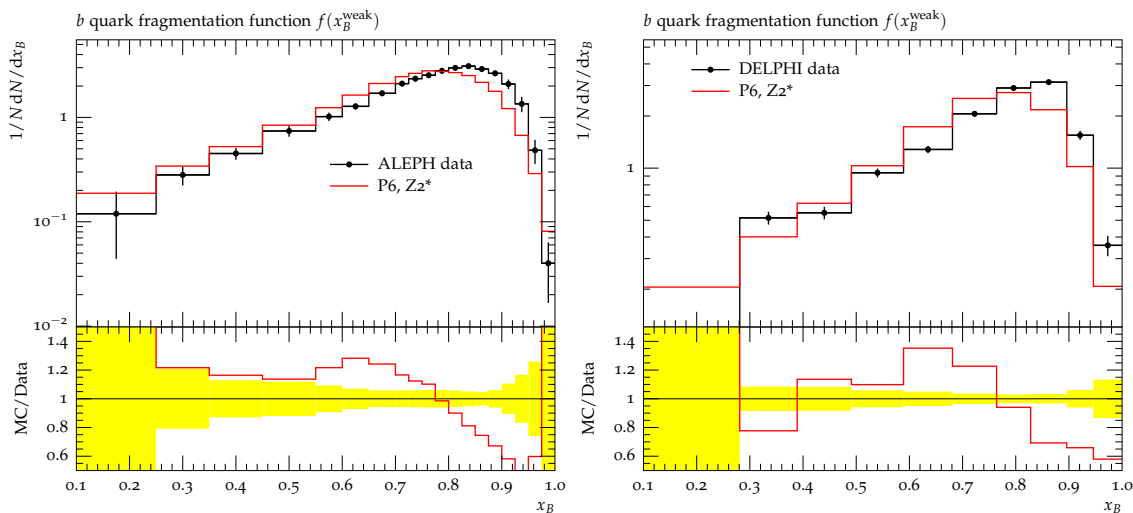 b quark fragmentation function f(x_B^weak)
1/N dN/dx_B
1
10⁻¹
10⁻²
ALEPH data
P6, Z2*
MC/Data
1.4
1.2
1
0.8
0.6
0.1 0.2 0.3 0.4 0.5 0.6 0.7 0.8 0.9 1.0
x_B
b quark fragmentation function f(x_B^weak)
1/N dN/dx_B
DELPHI data
P6, Z2*
1
MC/Data
1.4
1.2
1
0.8
0.6
0.1 0.2 0.3 0.4 0.5 0.6 0.7 0.8 0.9 1.0
x_B